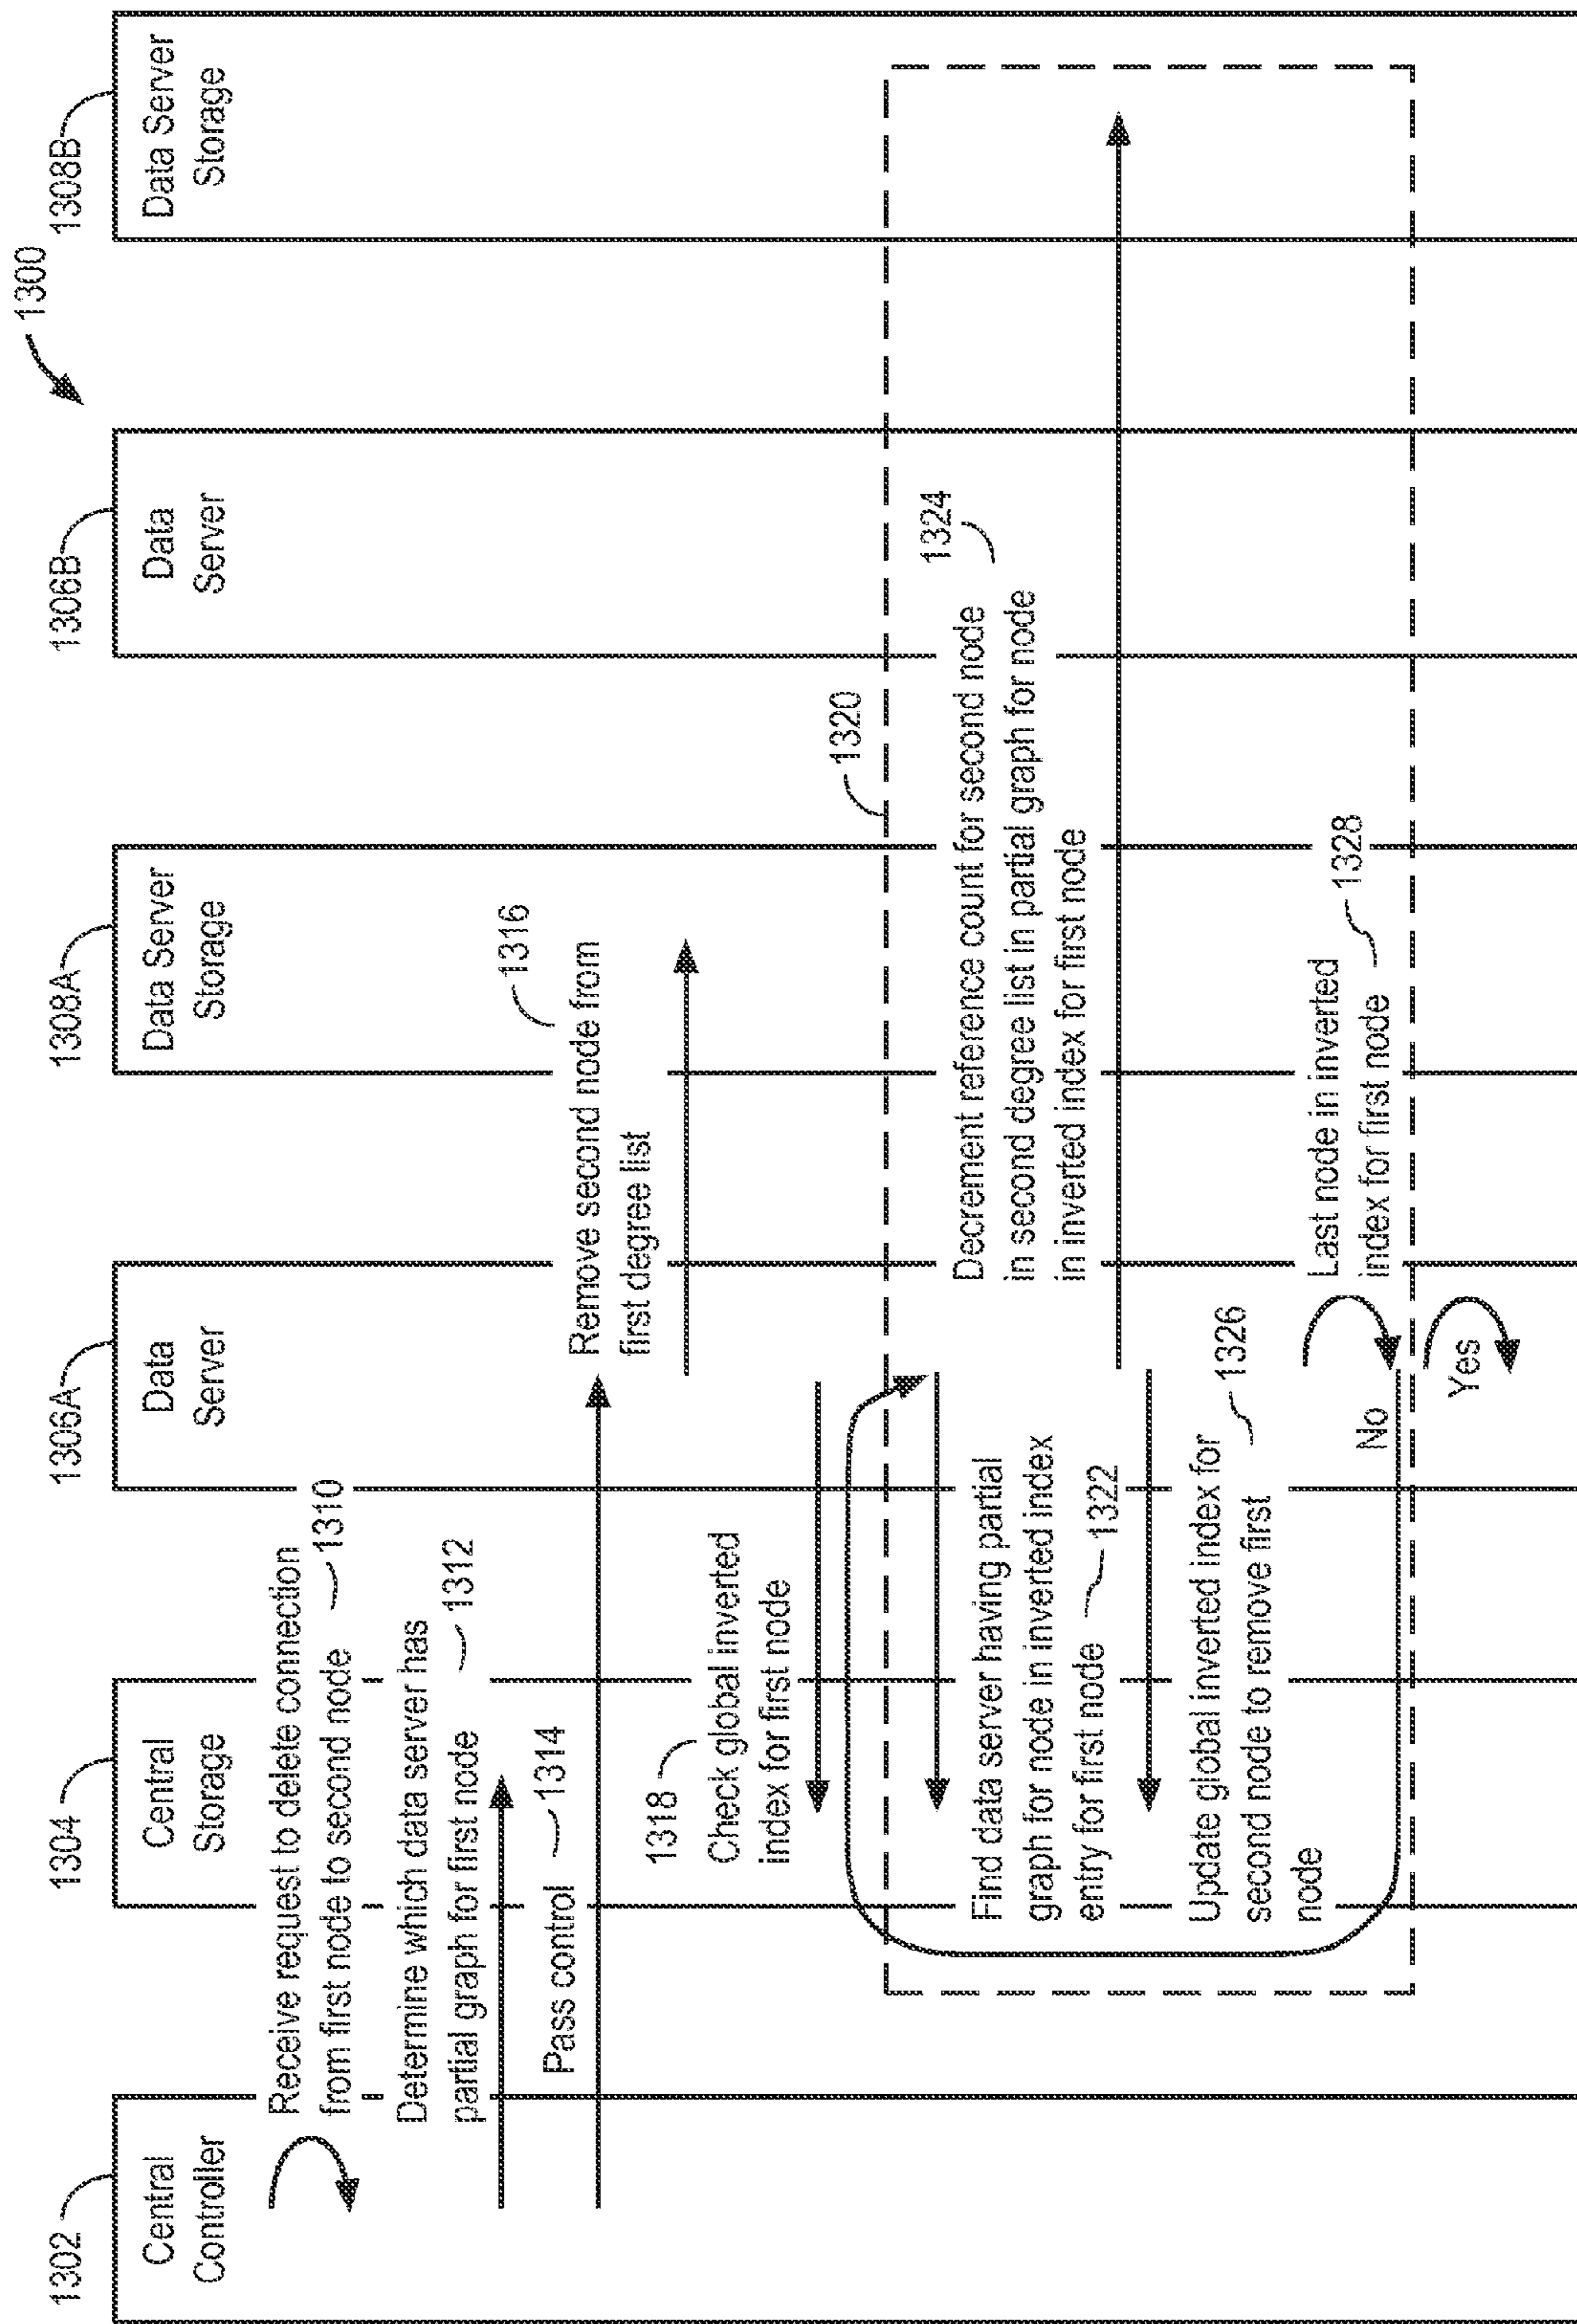 1300
1302
Central
Controller
1304
Central
Storage
1306A
Data
Server
1308A
Data Server
Storage
1306B
Data
Server
1308B
Data Server
Storage
Receive request to delete connection
from first node to second node
1310
Determine which data server has
partial graph for first node
1312
Pass control
1314
1316
Remove second node from
first degree list
1318
Check global inverted
index for first node
1320
Find data server having partial
graph for node in inverted index
entry for first node
1322
1324
Decrement reference count for second node
in second degree list in partial graph for node
in inverted index for first node
Update global inverted index for
second node to remove first
node
1326
Last node in inverted
index for first node
1328
No
Yes